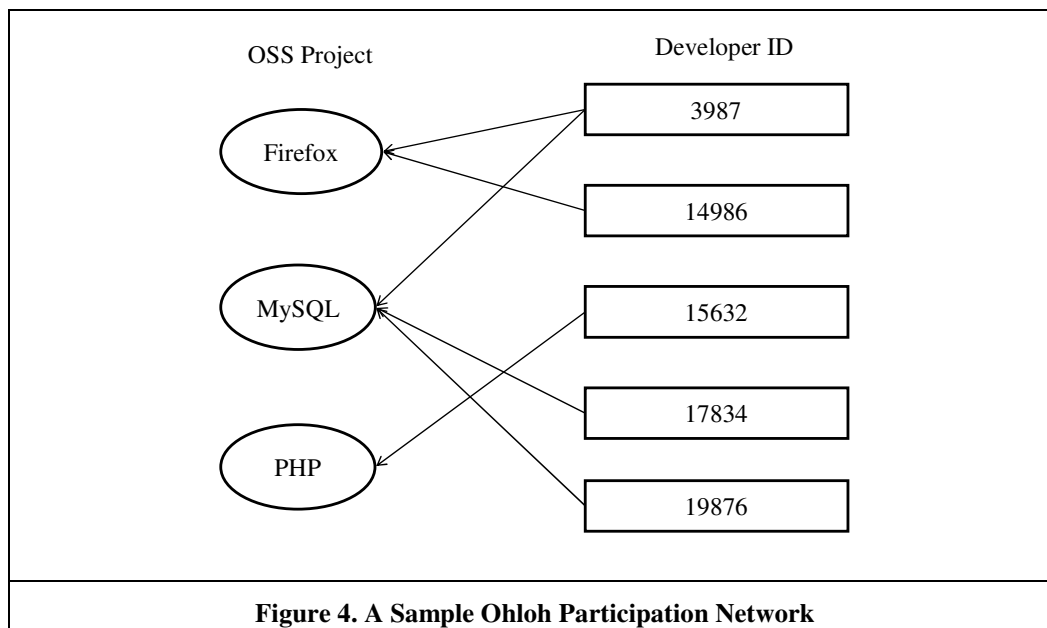 OSS Project
Developer ID
Firefox
MySQL
PHP
3987
14986
15632
17834
19876
Figure 4. A Sample Ohloh Participation Network